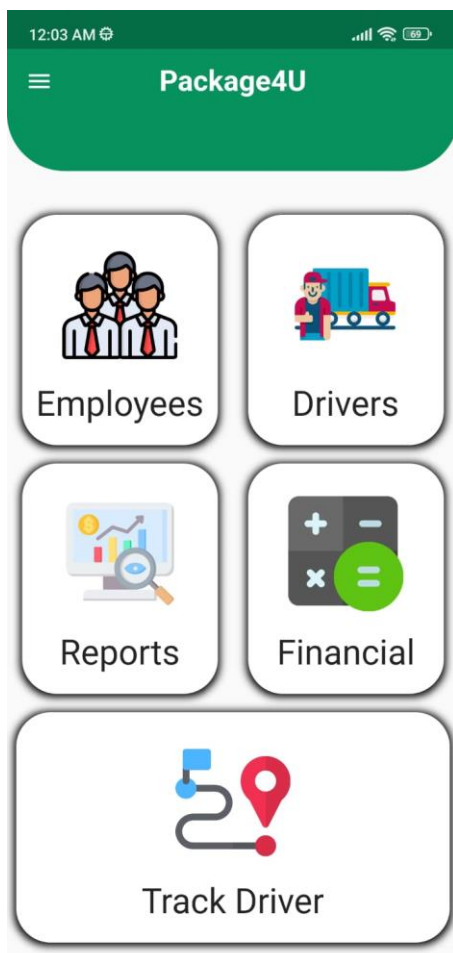 12:03 AM 69
Package4U
Employees Drivers
Reports Financial
Track Driver